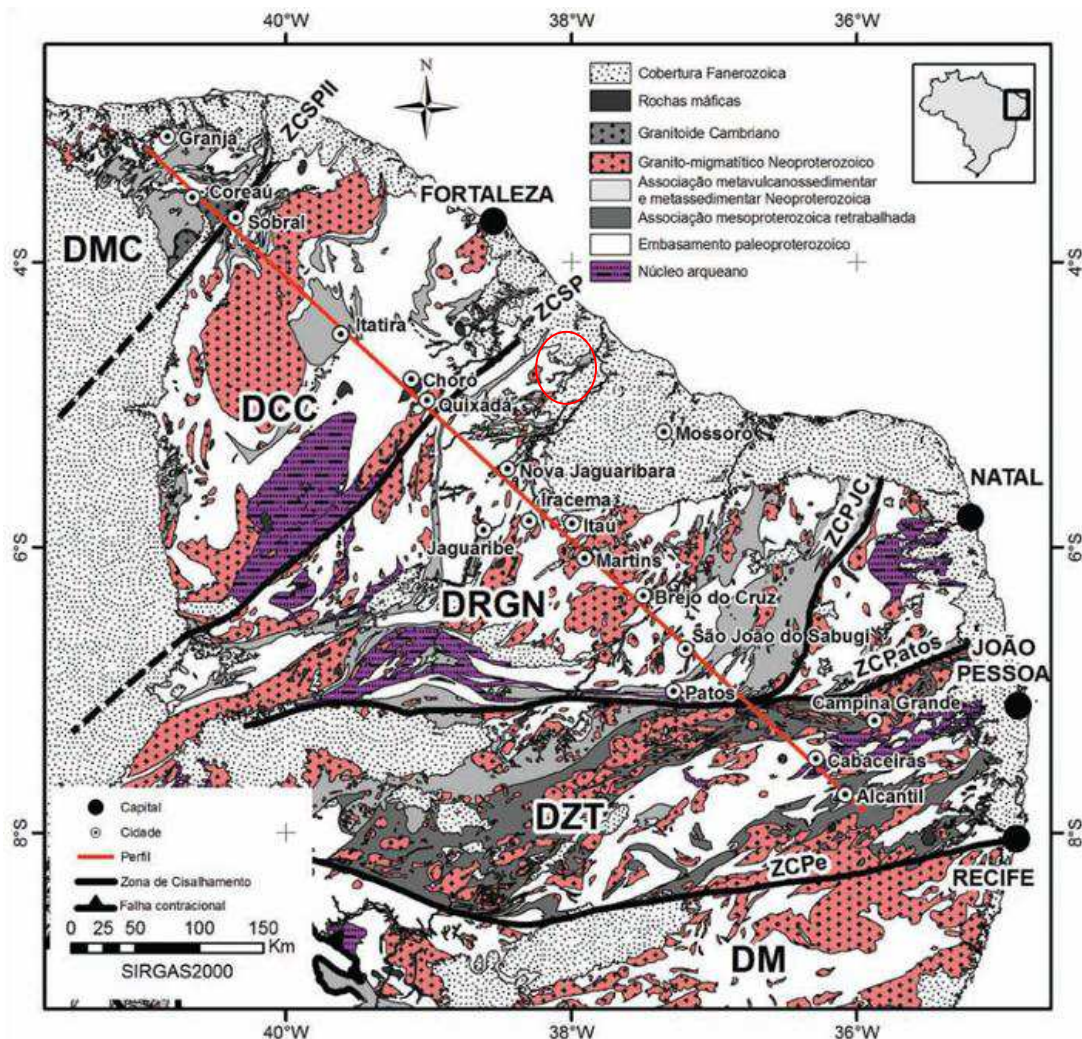 40°W
38°W
36°W
N
Cobertura Fanerozoica
Rochas máficas
Granitoide Cambriano
Granito-migmatítico Neoproterozoico
Associação metavulcanossedimentar
e metassedimentar Neoproterozoica
Associação mesoproterozoica retrabalhada
Embasamento paleoproterozoico
Núcleo arqueano
ZCSPII
Granja
Coreaú
Sobral
FORTALEZA
DMC
4°S
4°S
Itatira
ZCSP
Choró
Quixadá
DCC
Mossoró
Nova Jaguaribara
NATAL
Iracema
Itaú
ZCPJC
6°S
6°S
Jaguaribe
Martins
DRGN
Brejo do Cruz
São João do Sabugi
ZCPatos
JOÃO
PESSOA
Patos
Campina Grande
Cabaceiras
Alcantil
DZT
8°S
8°S
ZCPe
RECIFE
DM
Capital
Cidade
Perfil
Zona de Cisalhamento
Falha contracional
0 25 50 100 150
Km
SIRGAS2000
40°W
38°W
36°W